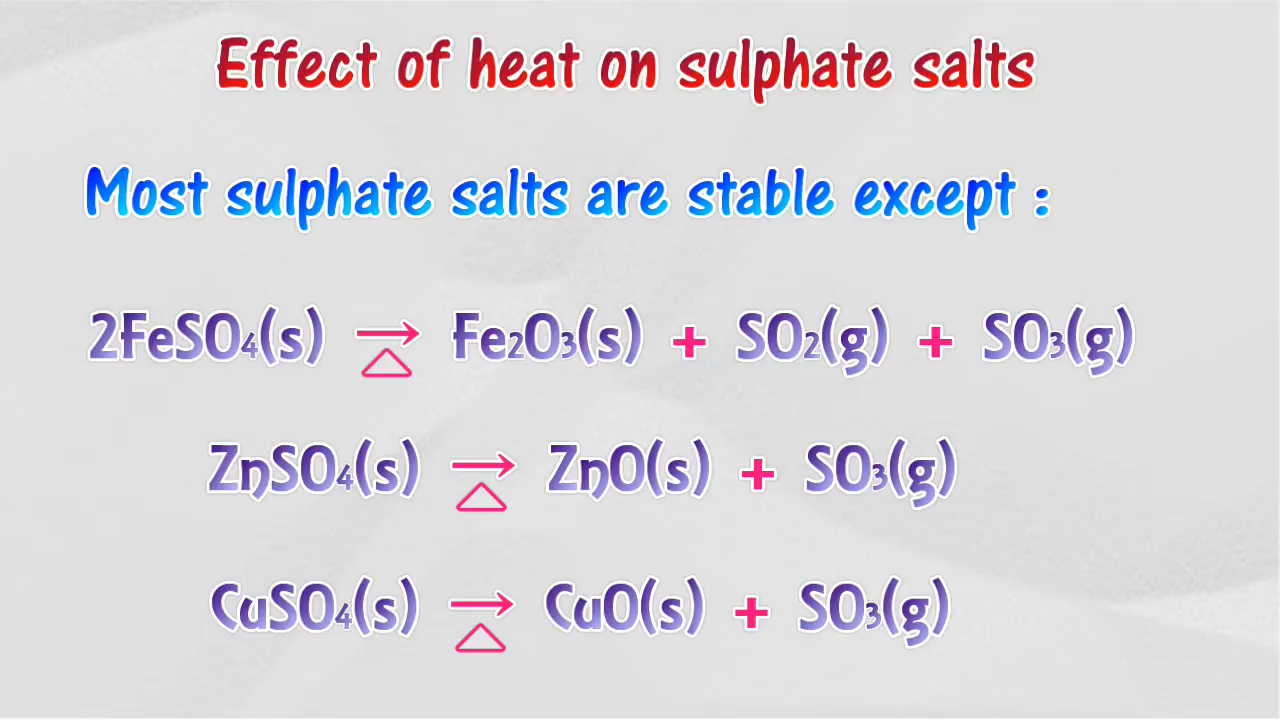 Effect of heat on sulphate salts
Most sulphate salts are stable except :
2FeSO₄(s) →△ Fe₂O₃(s) + SO₂(g) + SO₃(g)
ZnSO₄(s) →△ ZnO(s) + SO₃(g)
CuSO₄(s) →△ CuO(s) + SO₃(g)